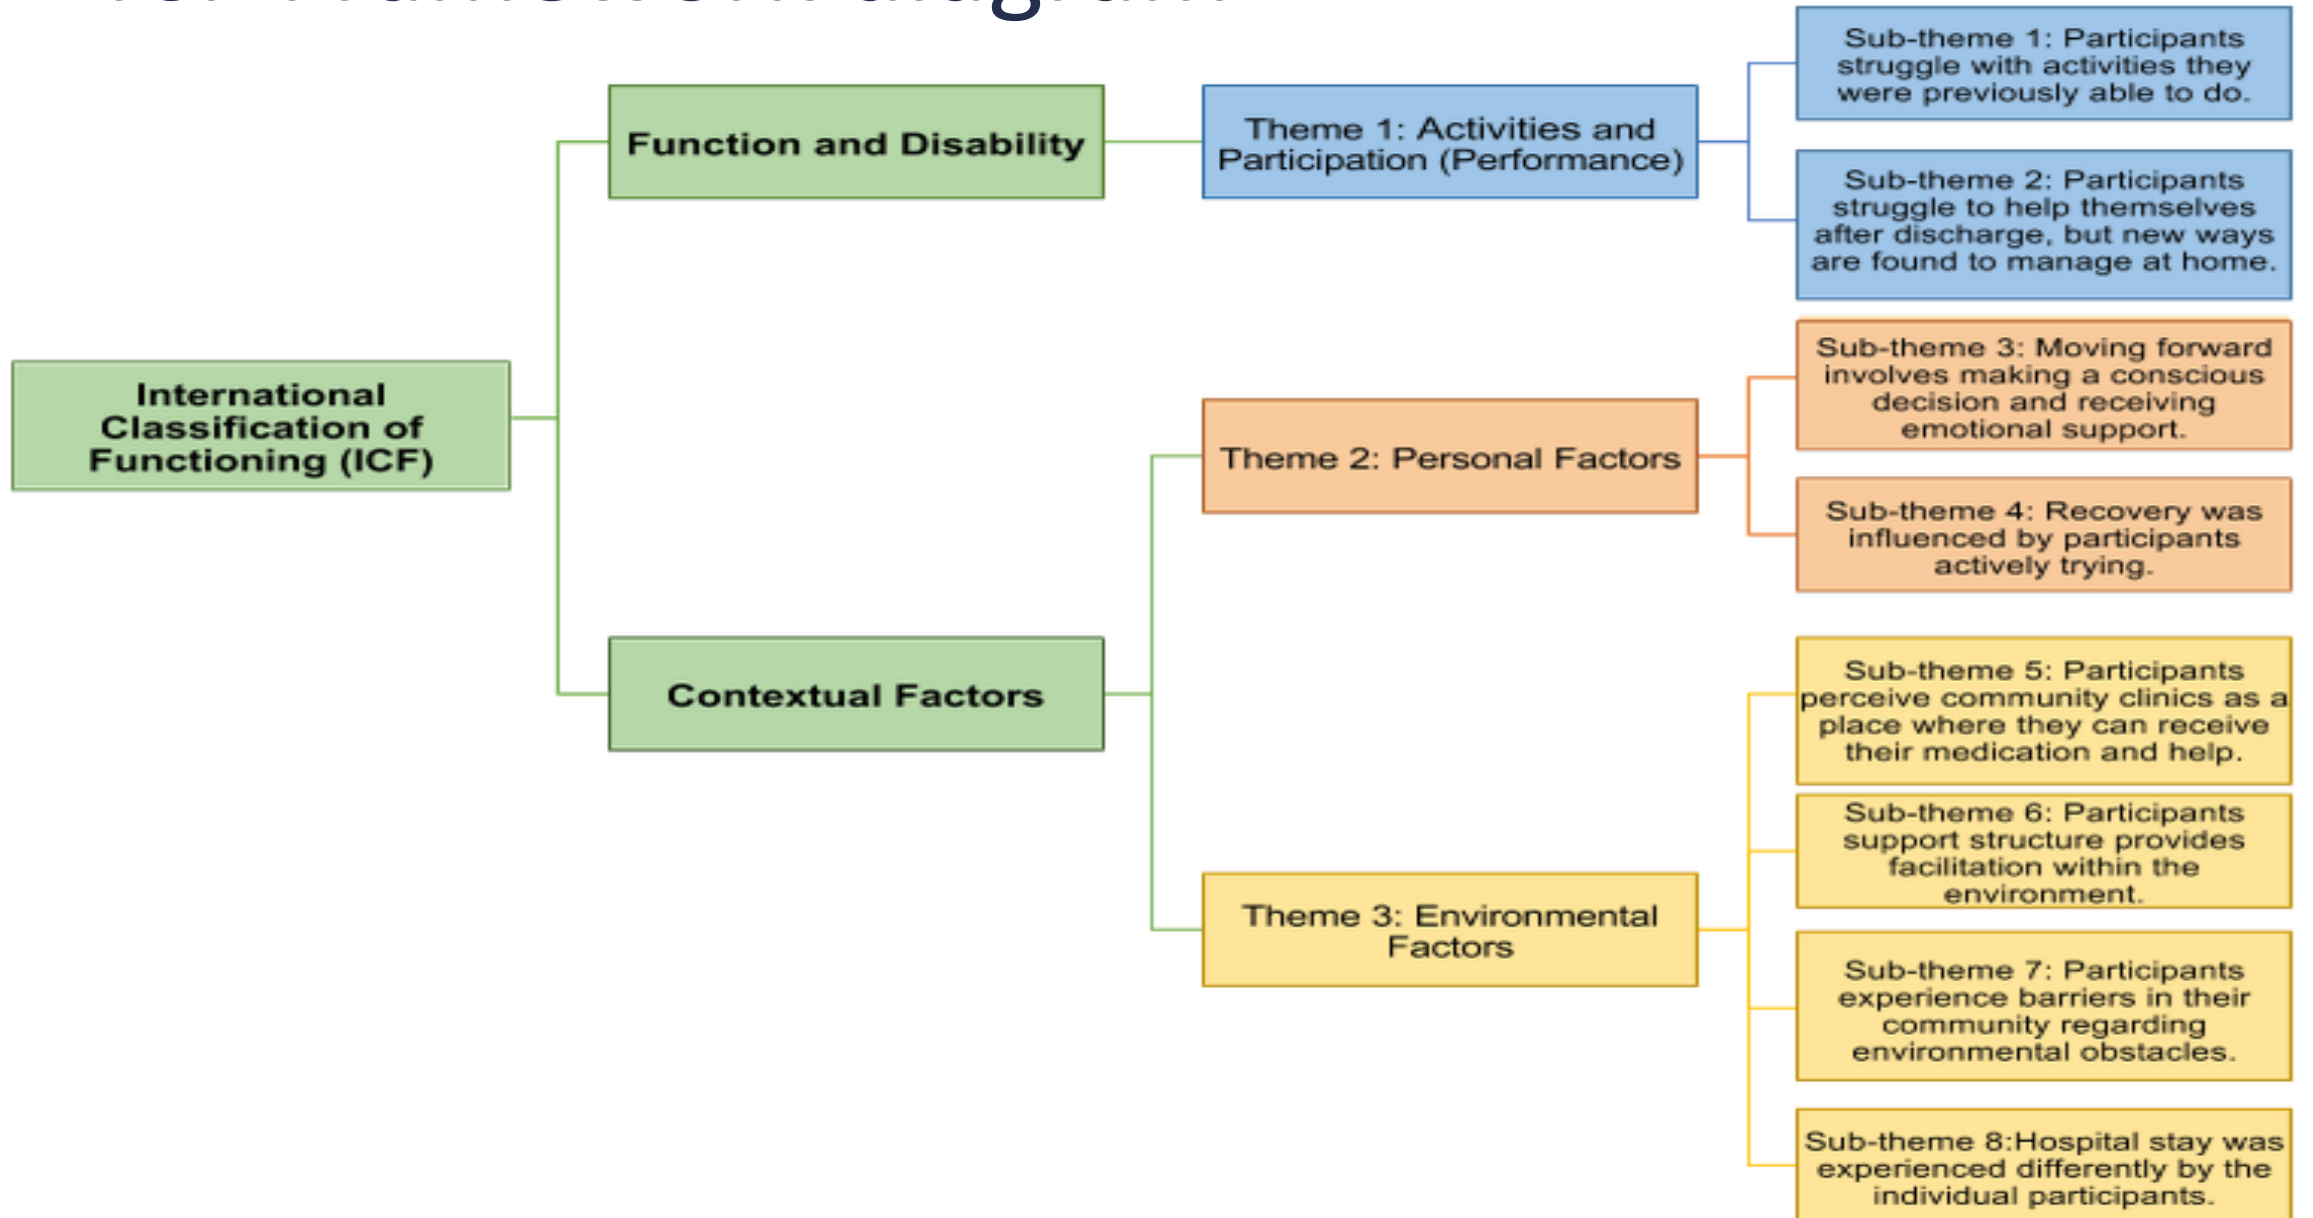 International
Classification of
Functioning (ICF)
Function and Disability
Contextual Factors
Theme 1: Activities and
Participation (Performance)
Theme 2: Personal Factors
Theme 3: Environmental
Factors
Sub-theme 1: Participants
struggle with activities they
were previously able to do.
Sub-theme 2: Participants
struggle to help themselves
after discharge, but new ways
are found to manage at home.
Sub-theme 3: Moving forward
involves making a conscious
decision and receiving
emotional support.
Sub-theme 4: Recovery was
influenced by participants
actively trying.
Sub-theme 5: Participants
perceive community clinics as a
place where they can receive
their medication and help.
Sub-theme 6: Participants
support structure provides
facilitation within the
environment.
Sub-theme 7: Participants
experience barriers in their
community regarding
environmental obstacles.
Sub-theme 8:Hospital stay was
experienced differently by the
individual participants.